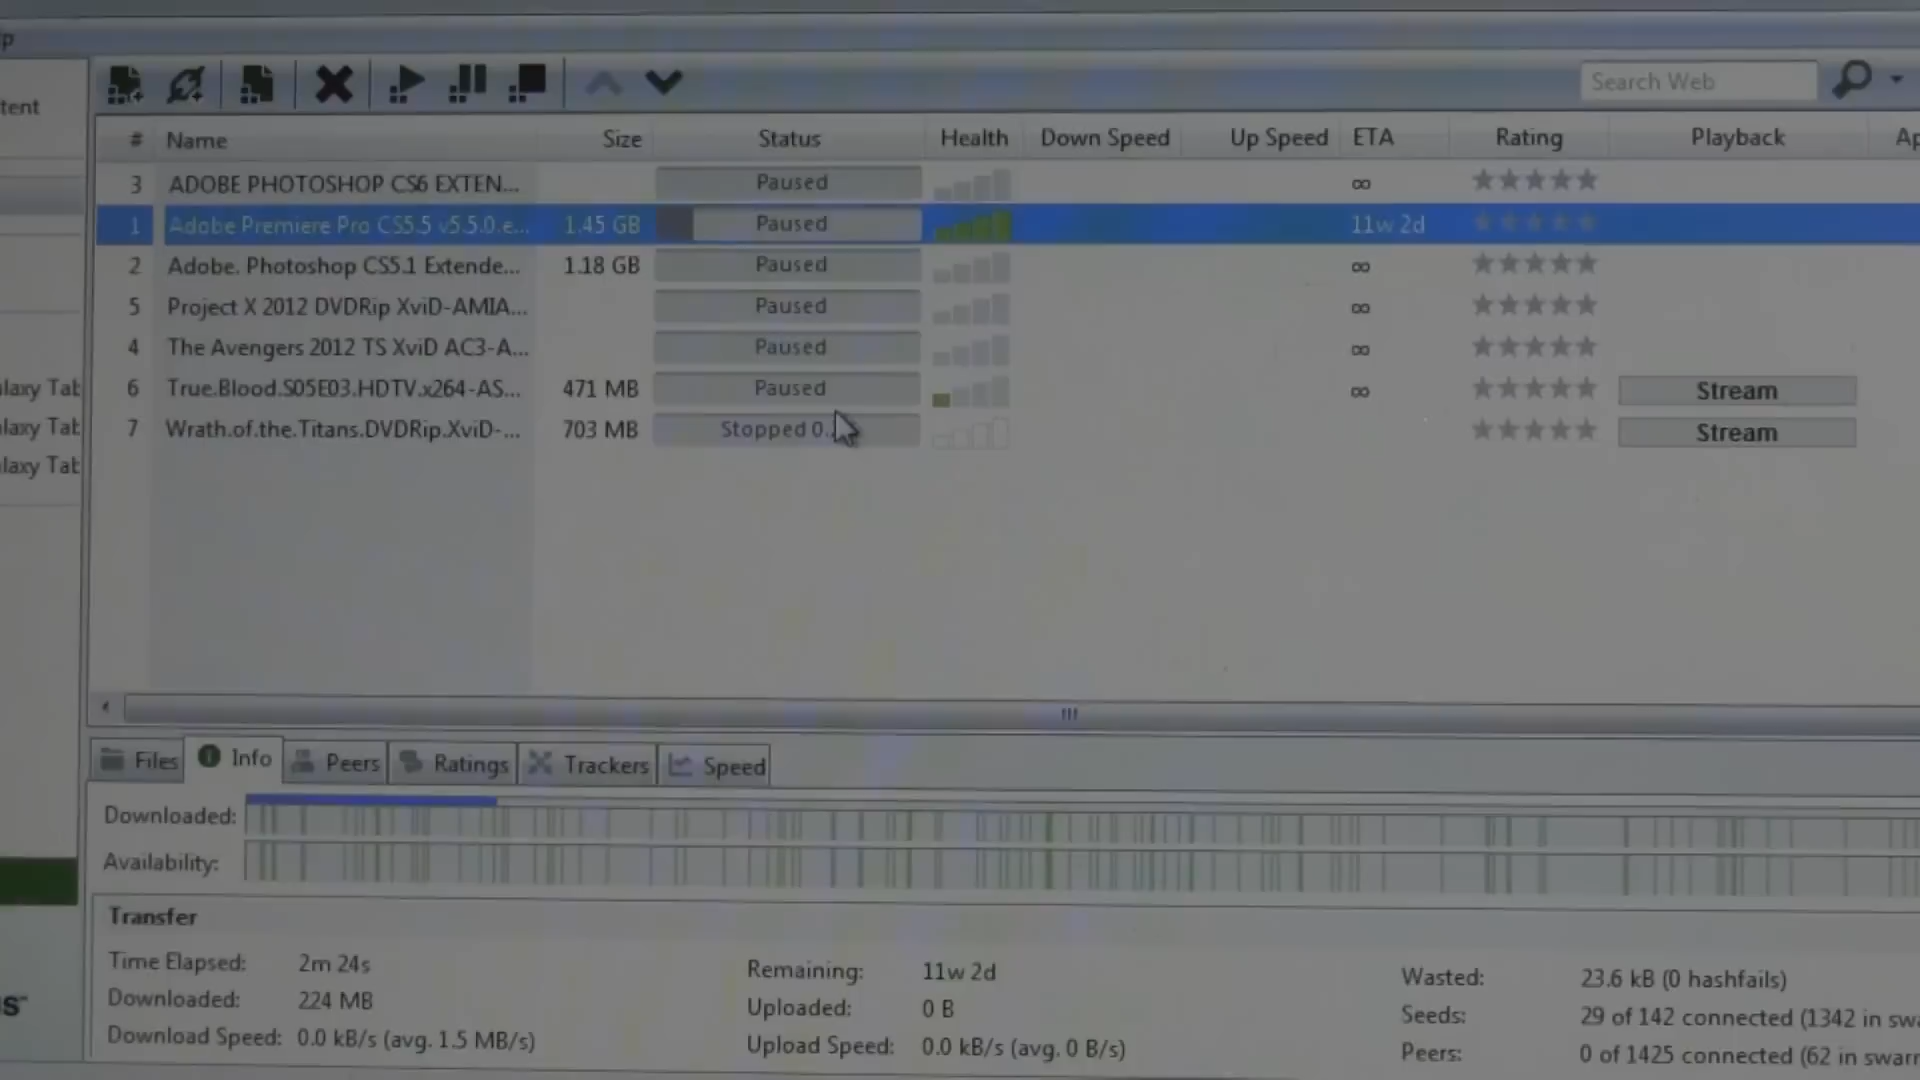 p
tent
Search Web
# Name Size Status Health Down Speed Up Speed ETA Rating Playback Ap
3 ADOBE PHOTOSHOP CS6 EXTEN... Paused ∞
1 Adobe Premiere Pro CS5.5 v5.5.0.e... 1.45 GB Paused 11w 2d
2 Adobe. Photoshop CS5.1 Extende... 1.18 GB Paused ∞
5 Project X 2012 DVDRip XviD-AMIA... Paused ∞
4 The Avengers 2012 TS XviD AC3-A... Paused ∞
laxy Tab 6 True.Blood.S05E03.HDTV.x264-AS... 471 MB Paused ∞ Stream
laxy Tab 7 Wrath.of.the.Titans.DVDRip.XviD-... 703 MB Stopped 0... Stream
laxy Tab
Files Info Peers Ratings Trackers Speed
Downloaded:
Availability:
Transfer
Time Elapsed: 2m 24s Remaining: 11w 2d Wasted: 23.6 kB (0 hashfails)
Downloaded: 224 MB Uploaded: 0 B Seeds: 29 of 142 connected (1342 in swa
Download Speed: 0.0 kB/s (avg. 1.5 MB/s) Upload Speed: 0.0 kB/s (avg. 0 B/s) Peers: 0 of 1425 connected (62 in swarm